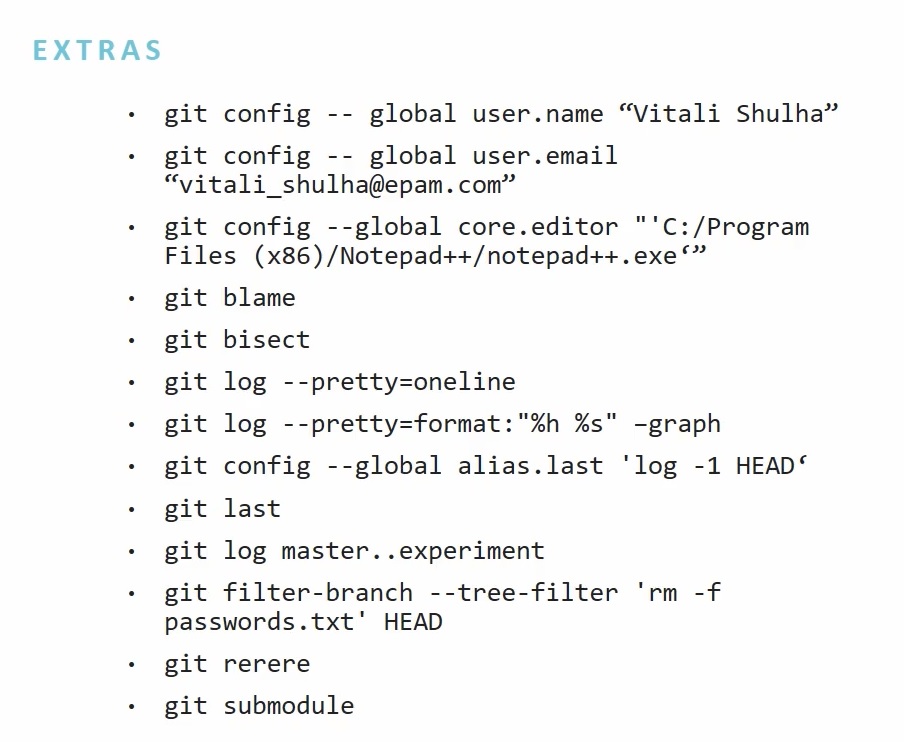 EXTRAS
• git config -- global user.name “Vitali Shulha”
• git config -- global user.email
“vitali_shulha@epam.com”
• git config --global core.editor "'C:/Program
Files (x86)/Notepad++/notepad++.exe‘”
• git blame
• git bisect
• git log --pretty=oneline
• git log --pretty=format:"%h %s" –graph
• git config --global alias.last 'log -1 HEAD‘
• git last
• git log master..experiment
• git filter-branch --tree-filter 'rm -f
passwords.txt' HEAD
• git rerere
• git submodule